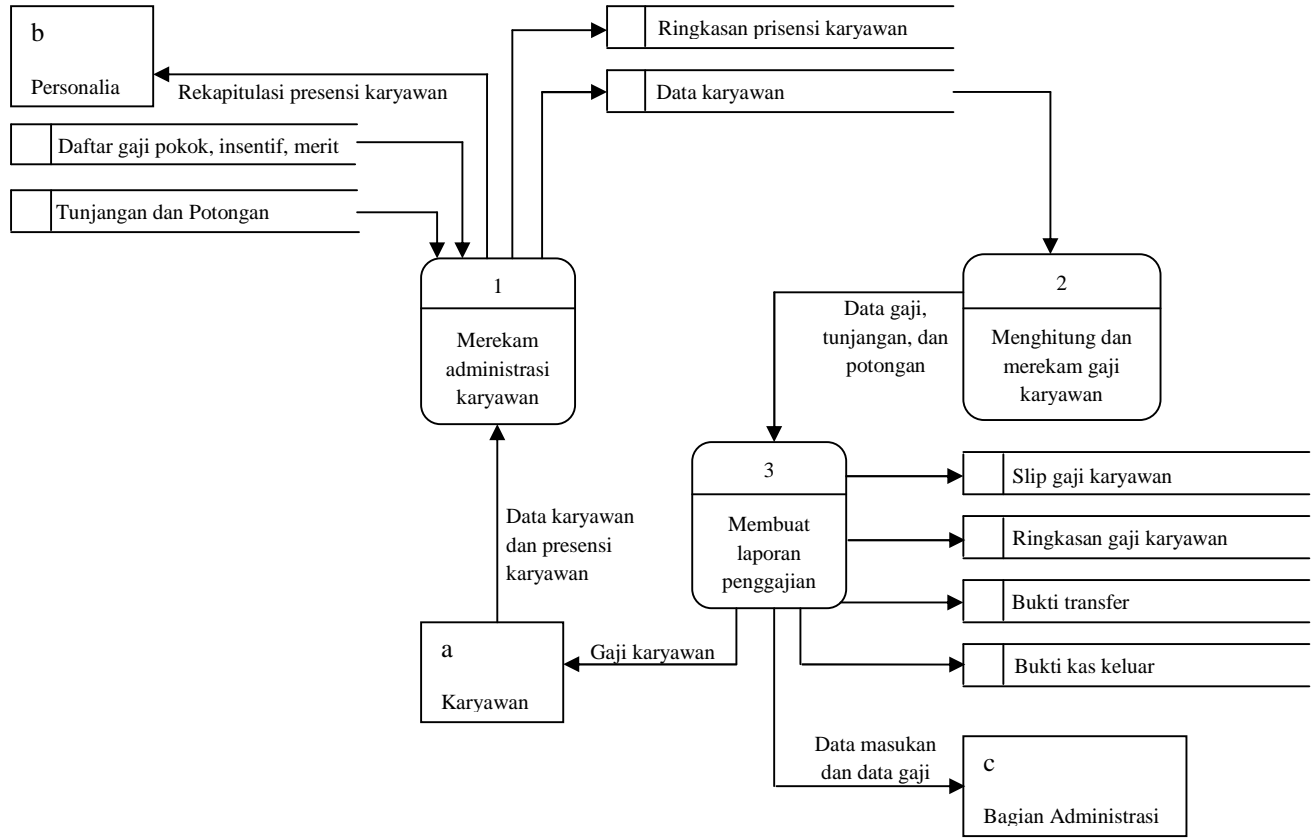 b
Personalia
Rekapitulasi presensi karyawan
Ringkasan prisensi karyawan
Data karyawan
Daftar gaji pokok, insentif, merit
Tunjangan dan Potongan
1
Merekam
administrasi
karyawan
2
Menghitung dan
merekam gaji
karyawan
Data gaji,
tunjangan, dan
potongan
3
Membuat
laporan
penggajian
Slip gaji karyawan
Ringkasan gaji karyawan
Bukti transfer
Bukti kas keluar
Data karyawan
dan presensi
karyawan
a
Karyawan
Gaji karyawan
Data masukan
dan data gaji
c
Bagian Administrasi